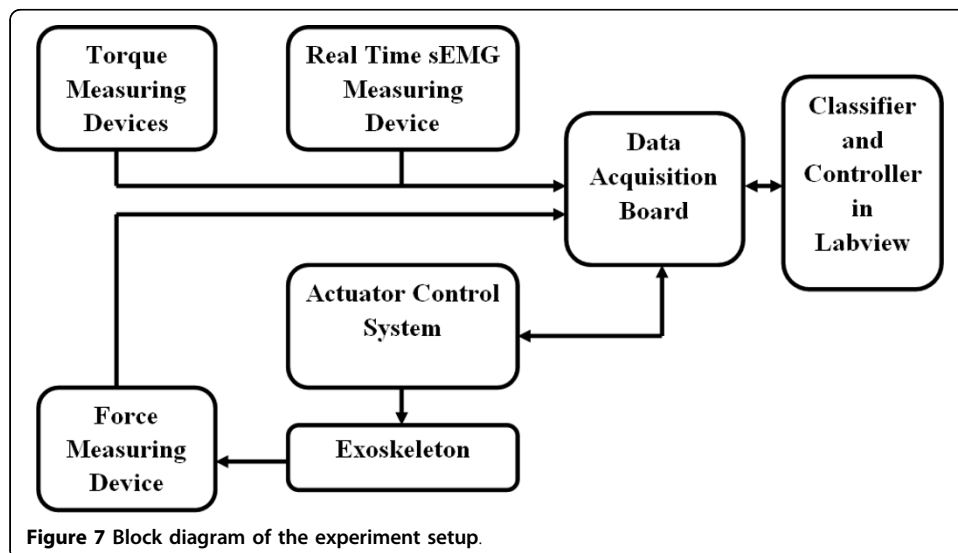 Torque
Measuring
Devices
Real Time sEMG
Measuring
Device
Data
Acquisition
Board
Classifier
and
Controller
in
Labview
Actuator Control
System
Force
Measuring
Device
Exoskeleton
Figure 7 Block diagram of the experiment setup.